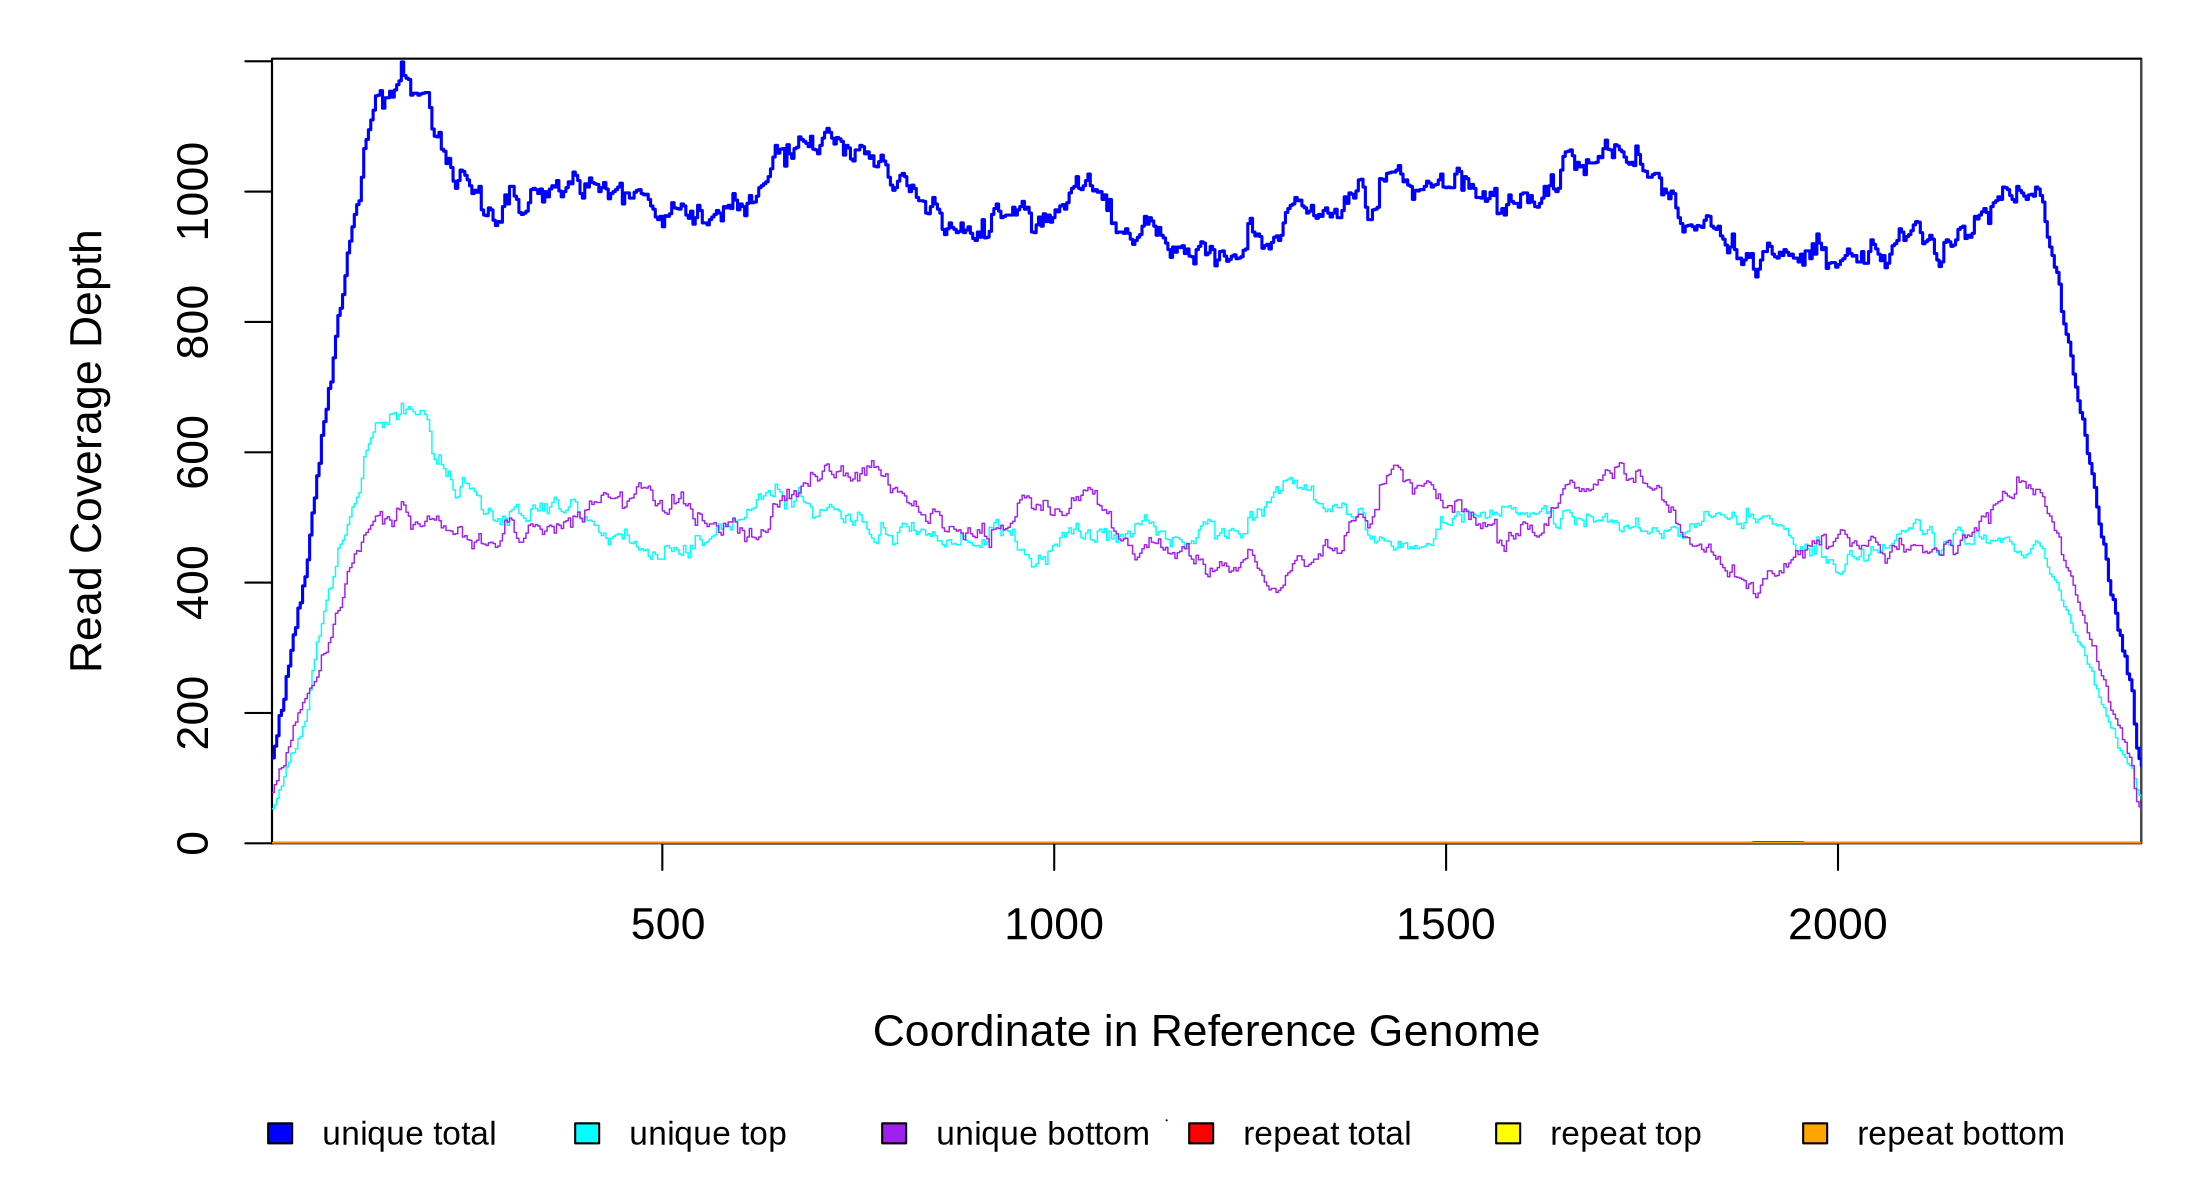 Read Coverage Depth
1000
800
600
400
200
0
500 1000 1500 2000
Coordinate in Reference Genome
unique total unique top unique bottom repeat total repeat top repeat bottom